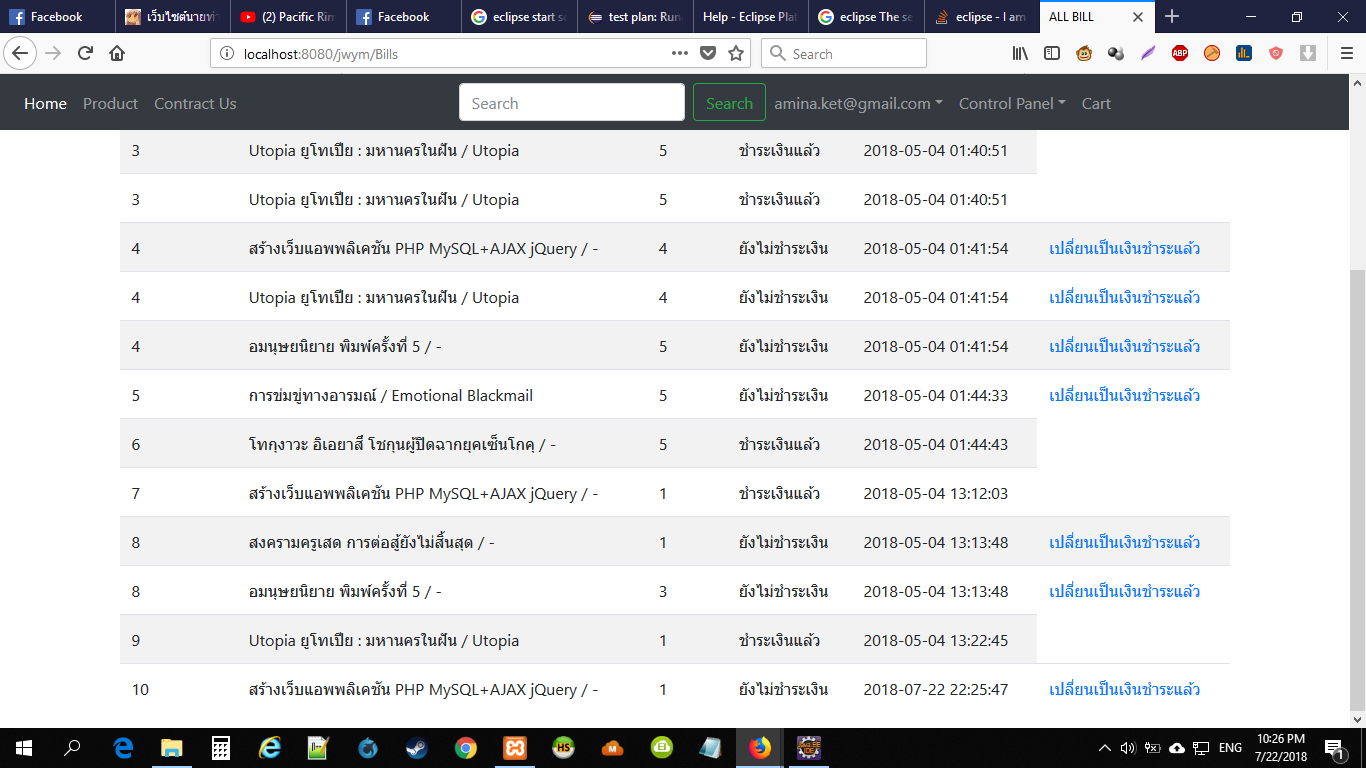 Facebook
เว็บไซต์นายท่า
(2) Pacific Rim
Facebook
eclipse start se
test plan: Run
Help - Eclipse Plat
eclipse The se
eclipse - I am
ALL BILL
localhost:8080/jwym/Bills
Search
ABP
Home Product Contract Us Search Search amina.ket@gmail.com Control Panel Cart
3 Utopia ยูโทเปีย : มหานครในฝัน / Utopia 5 ชำระเงินแล้ว 2018-05-04 01:40:51
3 Utopia ยูโทเปีย : มหานครในฝัน / Utopia 5 ชำระเงินแล้ว 2018-05-04 01:40:51
4 สร้างเว็บแอพพลิเคชัน PHP MySQL+AJAX jQuery / - 4 ยังไม่ชำระเงิน 2018-05-04 01:41:54 เปลี่ยนเป็นเงินชำระแล้ว
4 Utopia ยูโทเปีย : มหานครในฝัน / Utopia 4 ยังไม่ชำระเงิน 2018-05-04 01:41:54 เปลี่ยนเป็นเงินชำระแล้ว
4 อมนุษยนิยาย พิมพ์ครั้งที่ 5 / - 5 ยังไม่ชำระเงิน 2018-05-04 01:41:54 เปลี่ยนเป็นเงินชำระแล้ว
5 การข่มขู่ทางอารมณ์ / Emotional Blackmail 5 ยังไม่ชำระเงิน 2018-05-04 01:44:33 เปลี่ยนเป็นเงินชำระแล้ว
6 โทกุงาวะ อิเอยาสึ โชกุนผู้ปิดฉากยุคเซ็นโกคุ / - 5 ชำระเงินแล้ว 2018-05-04 01:44:43
7 สร้างเว็บแอพพลิเคชัน PHP MySQL+AJAX jQuery / - 1 ชำระเงินแล้ว 2018-05-04 13:12:03
8 สงครามครูเสด การต่อสู้ยังไม่สิ้นสุด / - 1 ยังไม่ชำระเงิน 2018-05-04 13:13:48 เปลี่ยนเป็นเงินชำระแล้ว
8 อมนุษยนิยาย พิมพ์ครั้งที่ 5 / - 3 ยังไม่ชำระเงิน 2018-05-04 13:13:48 เปลี่ยนเป็นเงินชำระแล้ว
9 Utopia ยูโทเปีย : มหานครในฝัน / Utopia 1 ชำระเงินแล้ว 2018-05-04 13:22:45
10 สร้างเว็บแอพพลิเคชัน PHP MySQL+AJAX jQuery / - 1 ยังไม่ชำระเงิน 2018-07-22 22:25:47 เปลี่ยนเป็นเงินชำระแล้ว
HS
ENG
10:26 PM
7/22/2018
1